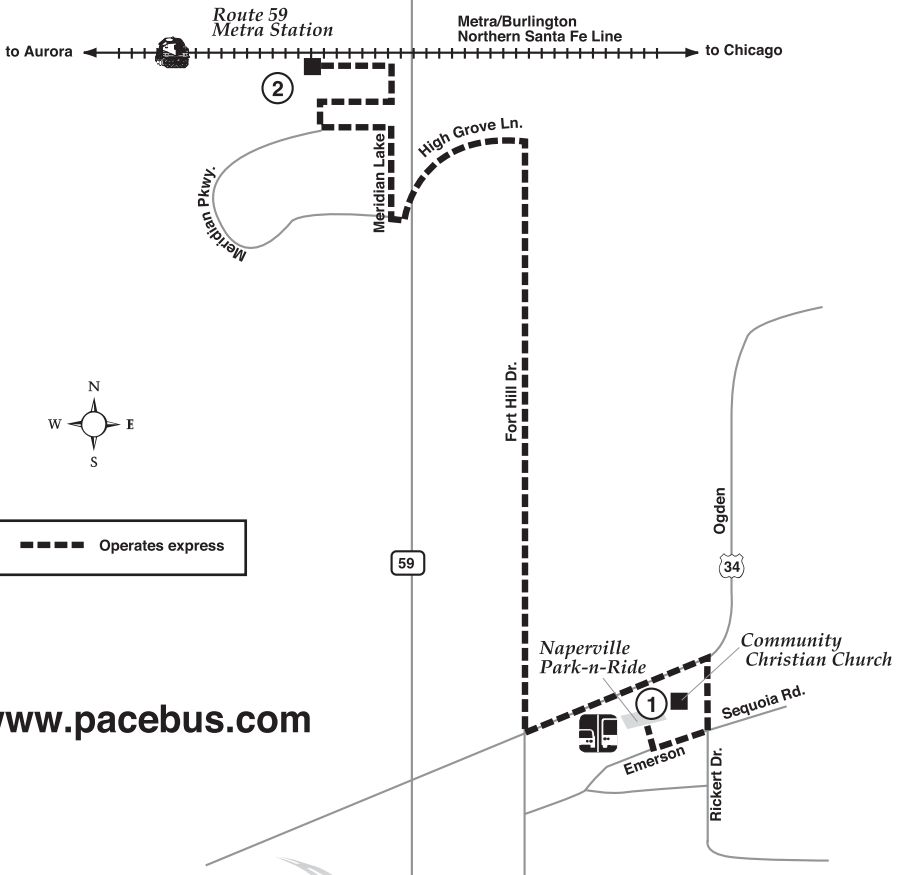 Route 59
Metra Station
Metra/Burlington
Northern Santa Fe Line
to Aurora
to Chicago
2
High Grove Ln.
Meridian Lake
Meridian Pkwy.
Fort Hill Dr.
N
W
E
S
Ogden
Operates express
59
34
Naperville
Park-n-Ride
Community
Christian Church
1
Sequoia Rd.
www.pacebus.com
Emerson
Rickert Dr.